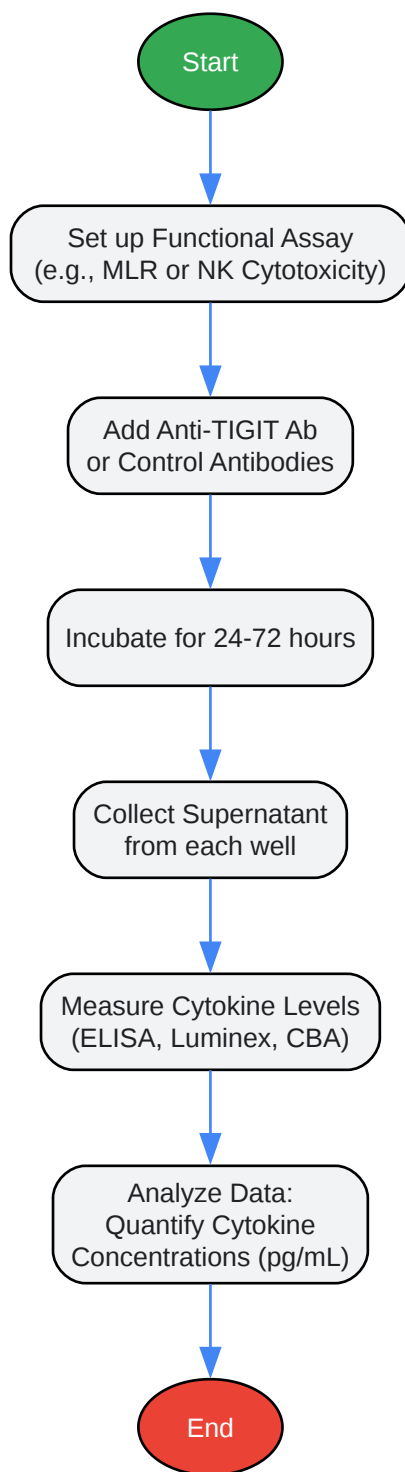 Start
Set up Functional Assay
(e.g., MLR or NK Cytotoxicity)
Add Anti-TIGIT Ab
or Control Antibodies
Incubate for 24-72 hours
Collect Supernatant
from each well
Measure Cytokine Levels
(ELISA, Luminex, CBA)
Analyze Data:
Quantify Cytokine
Concentrations (pg/mL)
End